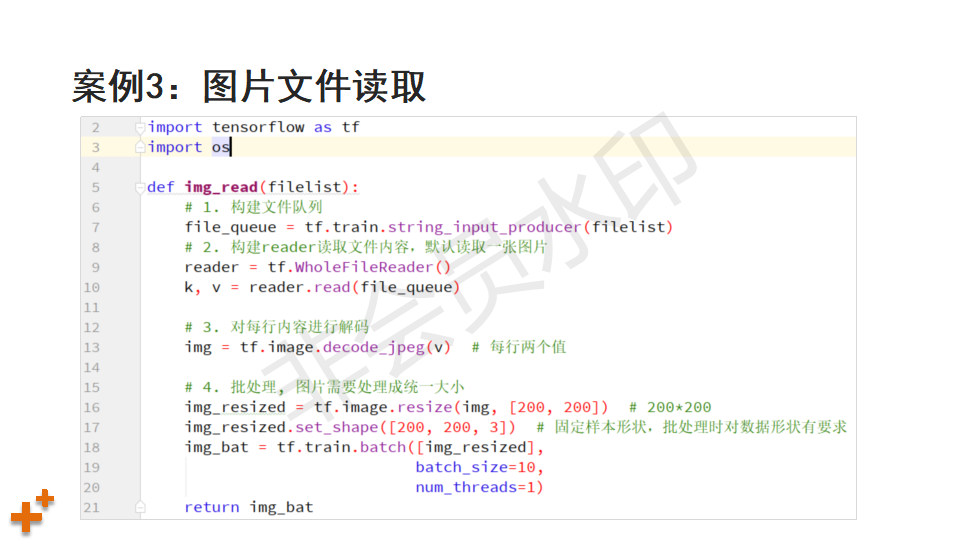 案例3：图片文件读取
2 import tensorflow as tf
3 import os
4
5 def img_read(filelist):
6 # 1. 构建文件队列
7 file_queue = tf.train.string_input_producer(filelist)
8 # 2. 构建reader读取文件内容，默认读取一张图片
9 reader = tf.WholeFileReader()
10 k, v = reader.read(file_queue)
11
12 # 3. 对每行内容进行解码
13 img = tf.image.decode_jpeg(v) # 每行两个值
14
15 # 4. 批处理, 图片需要处理成统一大小
16 img_resized = tf.image.resize(img, [200, 200]) # 200*200
17 img_resized.set_shape([200, 200, 3]) # 固定样本形状，批处理时对数据形状有要求
18 img_bat = tf.train.batch([img_resized],
19 batch_size=10,
20 num_threads=1)
21 return img_bat
非会员水印